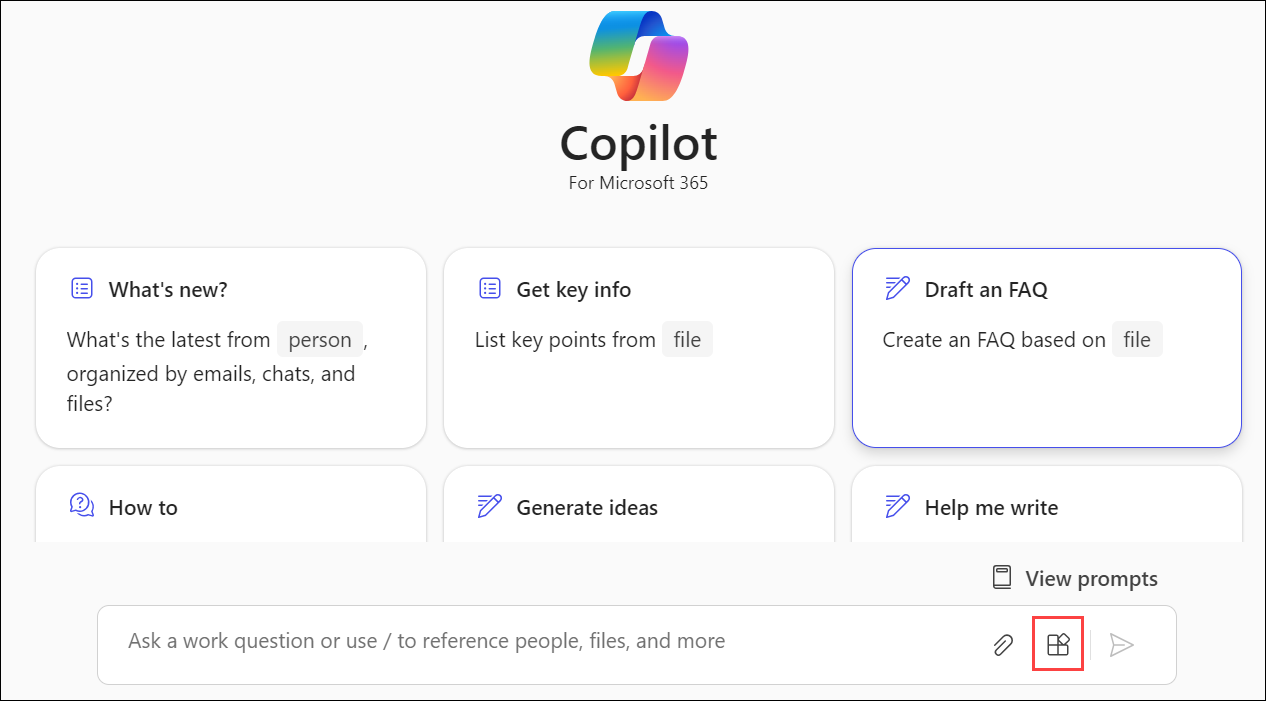 Copilot
For Microsoft 365
What's new?
What's the latest from person ,
organized by emails, chats, and
files?
Get key info
List key points from file
Draft an FAQ
Create an FAQ based on file
How to
Generate ideas
Help me write
View prompts
Ask a work question or use / to reference people, files, and more